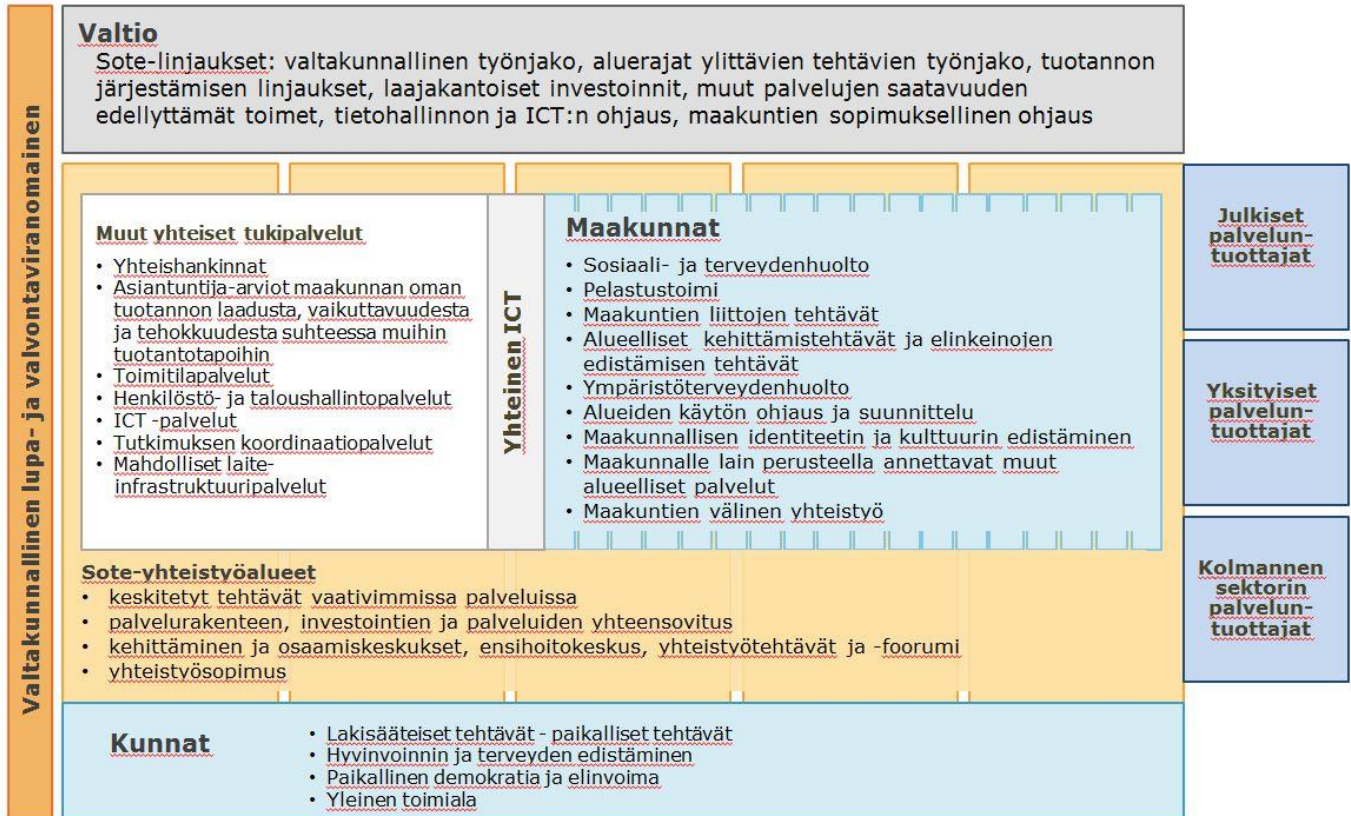 Valtakunnallinen lupa- ja valvontaviranomainen
Valtio
Sote-linjaukset: valtakunnallinen työnjako, aluerajat ylittävien tehtävien työnjako, tuotannon
järjestämisen linjaukset, laajakantoiset investoinnit, muut palvelujen saatavuuden
edellyttämät toimet, tietohallinnon ja ICT:n ohjaus, maakuntien sopimuksellinen ohjaus
Muut yhteiset tukipalvelut
• Yhteishankinnat
• Asiantuntija-arviot maakunnan oman
tuotannon laadusta, vaikuttavuudesta
ja tehokkuudesta suhteessa muihin
tuotantotapoihin
• Toimitilapalvelut
• Henkilöstö- ja taloushallintopalvelut
• ICT -palvelut
• Tutkimuksen koordinaatiopalvelut
• Mahdolliset laite-
infrastruktuuripalvelut
Yhteinen ICT
Maakunnat
• Sosiaali- ja terveydenhuolto
• Pelastustoimi
• Maakuntien liittojen tehtävät
• Alueelliset kehittämistehtävät ja elinkeinojen
edistämisen tehtävät
• Ympäristöterveydenhuolto
• Alueiden käytön ohjaus ja suunnittelu
• Maakunnallisen identiteetin ja kulttuurin edistäminen
• Maakunnalle lain perusteella annettavat muut
alueelliset palvelut
• Maakuntien välinen yhteistyö
Julkiset
palvelun-
tuottajat
Yksityiset
palvelun-
tuottajat
Kolmannen
sektorin
palvelun-
tuottajat
Sote-yhteistyöalueet
• keskitetyt tehtävät vaativimmissa palveluissa
• palvelurakenteen, investointien ja palveluiden yhteensovitus
• kehittäminen ja osaamiskeskukset, ensihoitokeskus, yhteistyötehtävät ja -foorumi
• yhteistyösopimus
Kunnat
• Lakisääteiset tehtävät - paikalliset tehtävät
• Hyvinvoinnin ja terveyden edistäminen
• Paikallinen demokratia ja elinvoima
• Yleinen toimiala